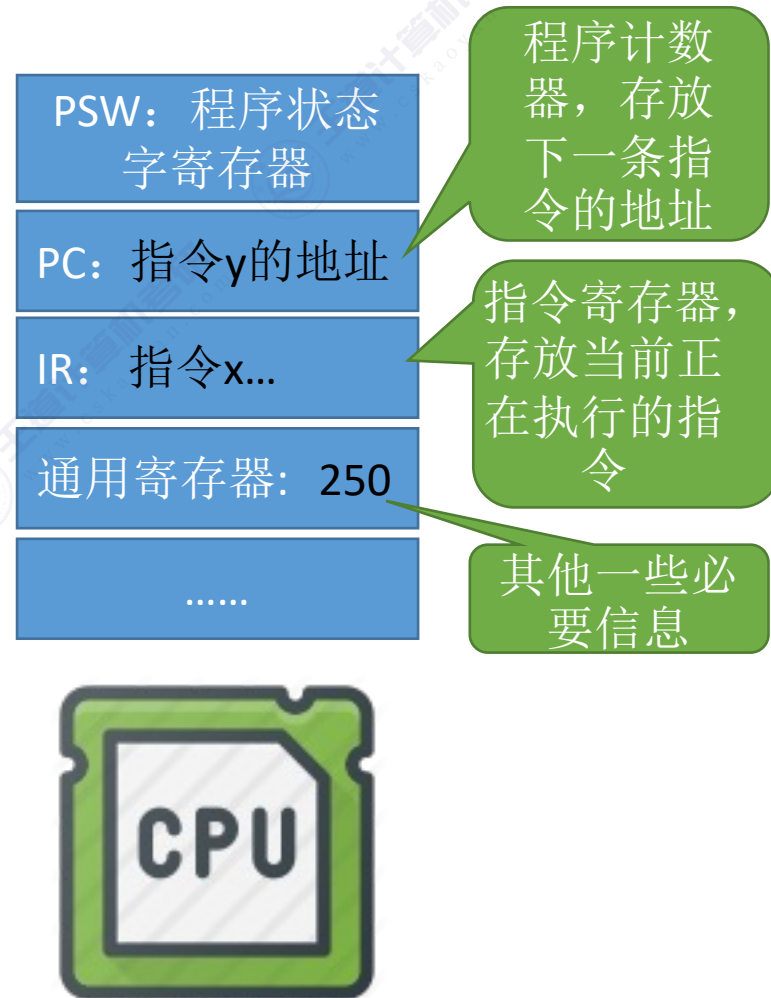 PSW：程序状态
字寄存器
PC：指令y的地址
IR： 指令x...
通用寄存器: 250
......
程序计数
器，存放
下一条指
令的地址
指令寄存器，
存放当前正
在执行的指
令
其他一些必
要信息
CPU